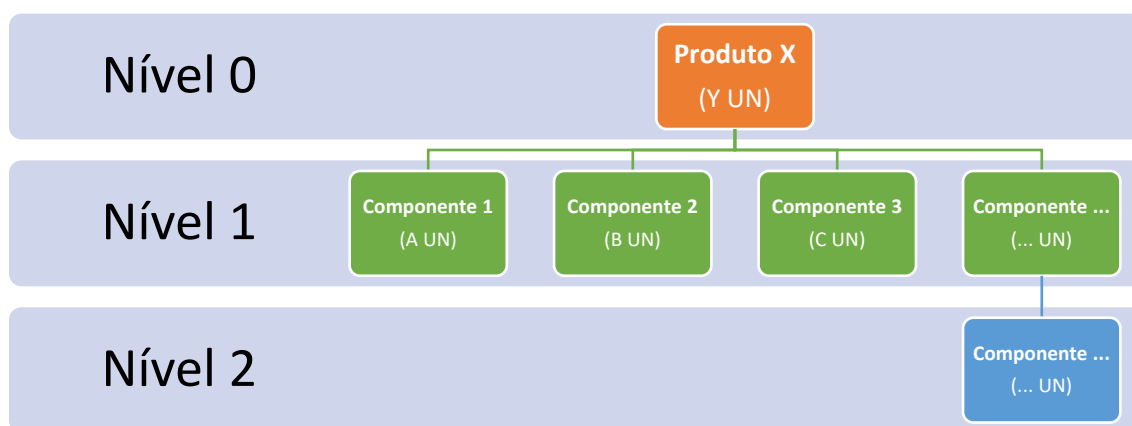 Nível 0
Produto X
(Y UN)
Nível 1
Componente 1
(A UN)
Componente 2
(B UN)
Componente 3
(C UN)
Componente ...
(... UN)
Nível 2
Componente ...
(... UN)